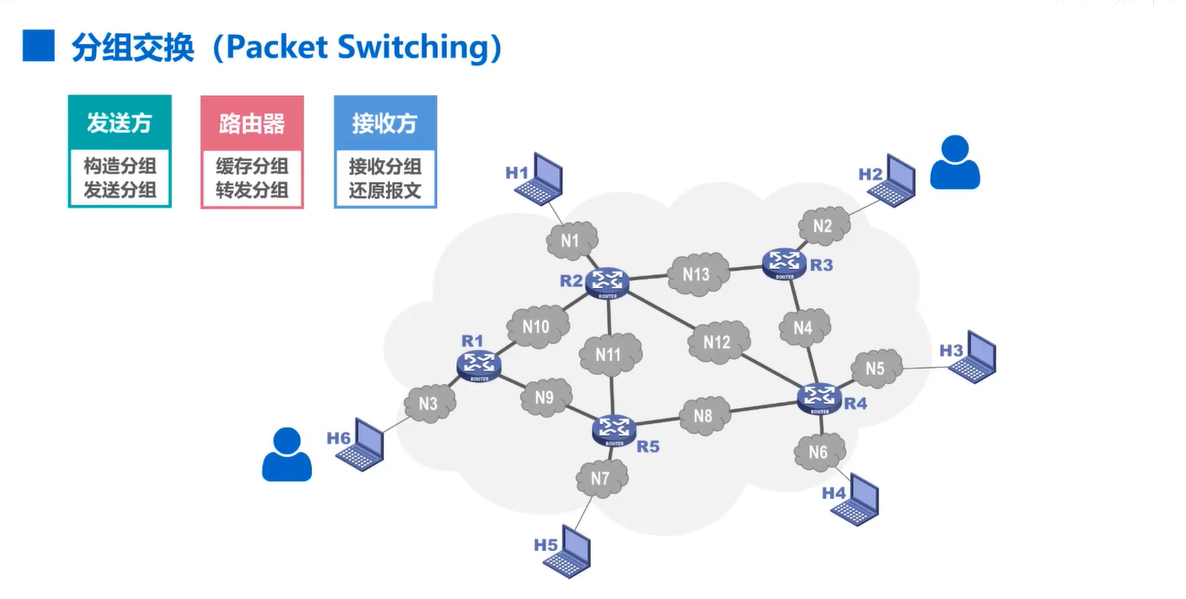 分组交换（Packet Switching）
发送方
构造分组
发送分组
路由器
缓存分组
转发分组
接收方
接收分组
还原报文
H1
H2
N1
N2
R2
ROUTER
N13
R3
ROUTER
N10
N11
N12
N4
R1
ROUTER
N5
H3
N3
N9
N8
R4
ROUTER
H6
R5
ROUTER
N6
N7
H4
H5